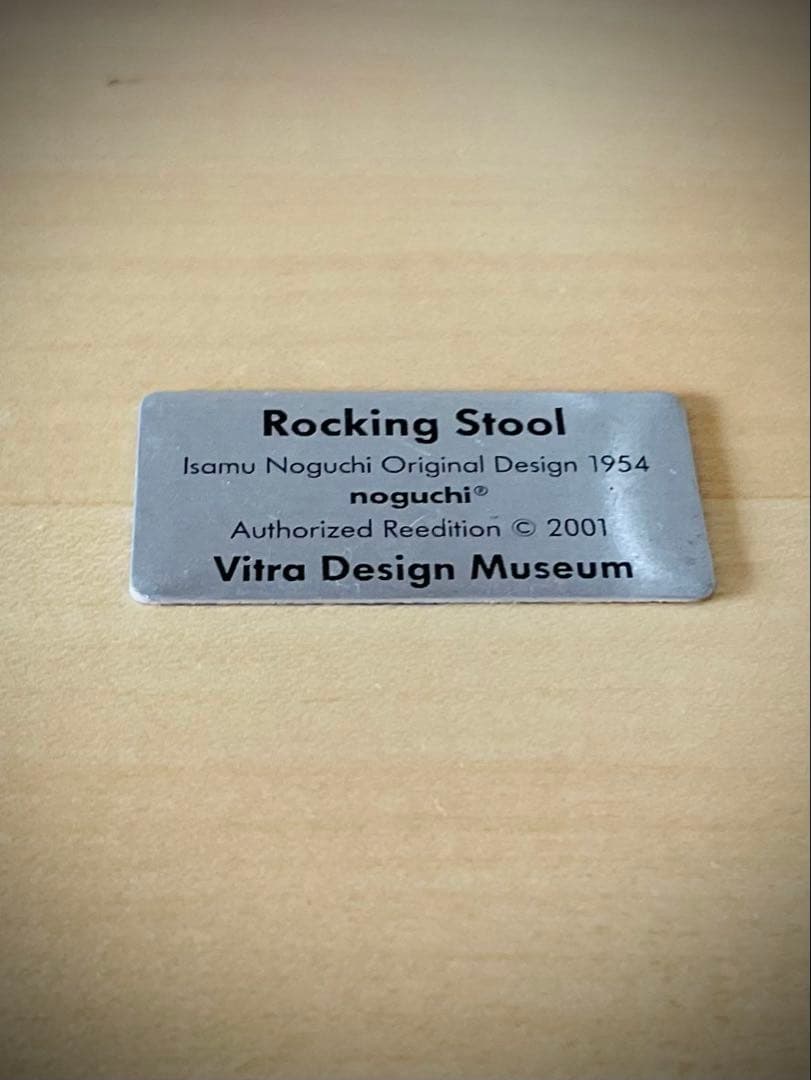 Rocking Stool
Isamu Noguchi Original Design 1954
noguchi®
Authorized Reedition © 2001
Vitra Design Museum